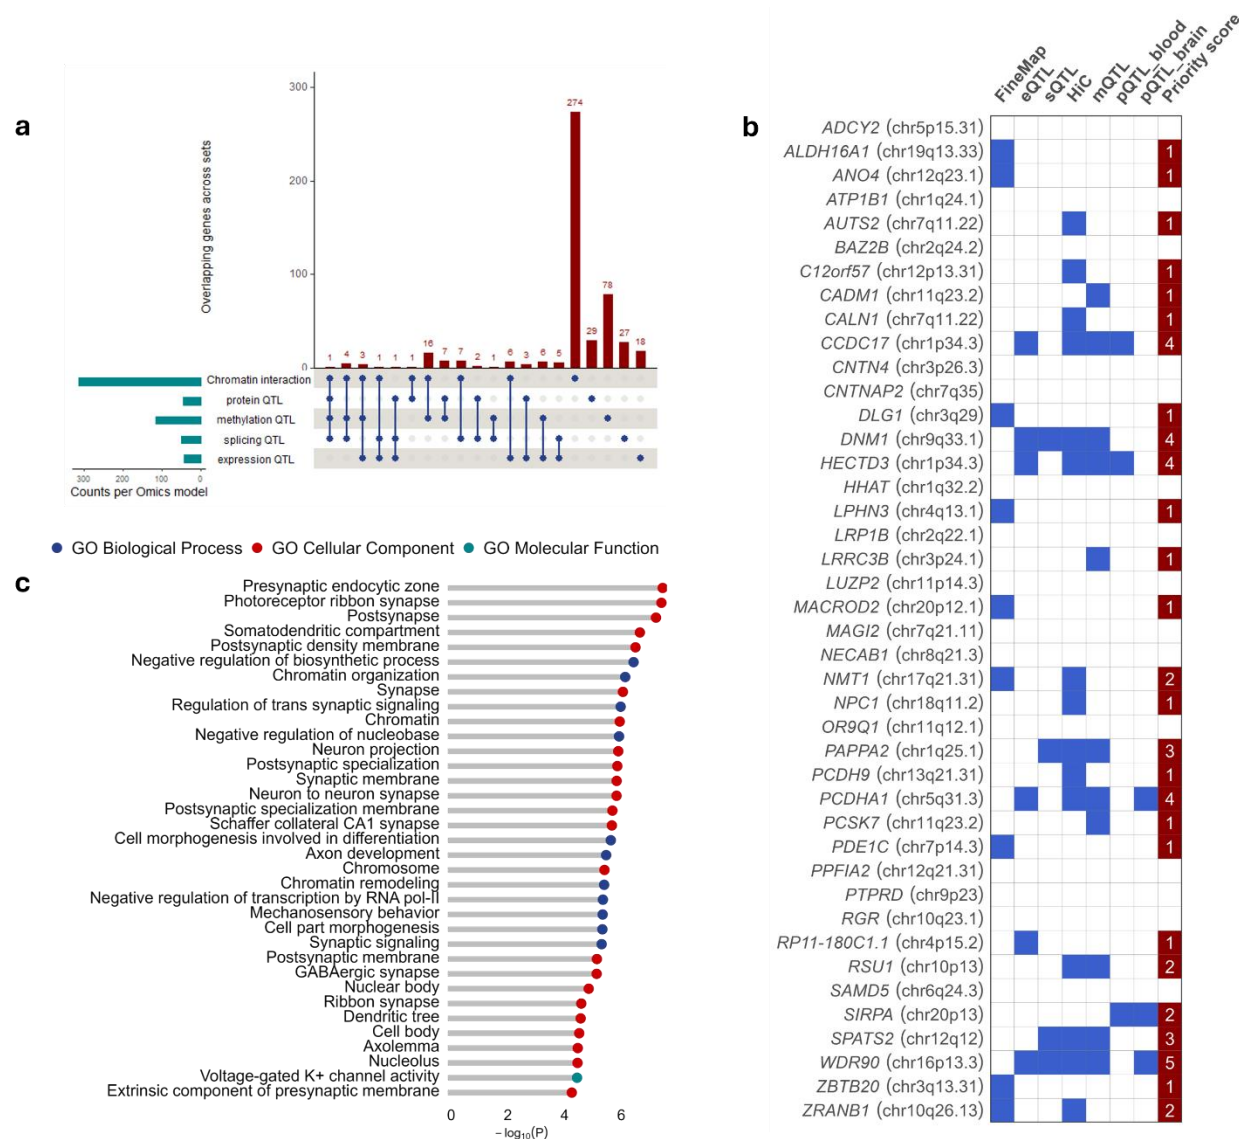 a
Overlapping genes across sets
300
200
100
0
1 4 3 1 1 1 16 7 7 2 1 6 3 6 5 274 29 78 27 18
Chromatin interaction
protein QTL
methylation QTL
splicing QTL
expression QTL
300 200 100 0
Counts per Omics model
b
FineMap
eQTL
sQTL
HiC
mQTL
pQTL_blood
pQTL_brain
Priority score
ADCY2 (chr5p15.31)
ALDH16A1 (chr19q13.33) 1
ANO4 (chr12q23.1) 1
ATP1B1 (chr1q24.1)
AUTS2 (chr7q11.22) 1
BAZ2B (chr2q24.2)
C12orf57 (chr12p13.31) 1
CADM1 (chr11q23.2) 1
CALN1 (chr7q11.22) 1
CCDC17 (chr1p34.3) 4
CNTN4 (chr3p26.3)
CNTNAP2 (chr7q35)
DLG1 (chr3q29) 1
DNM1 (chr9q33.1) 4
HECTD3 (chr1p34.3) 4
HHAT (chr1q32.2)
LPHN3 (chr4q13.1) 1
LRP1B (chr2q22.1)
LRRC3B (chr3p24.1) 1
LUZP2 (chr11p14.3)
MACROD2 (chr20p12.1) 1
MAGI2 (chr7q21.11)
NECAB1 (chr8q21.3)
NMT1 (chr17q21.31) 2
NPC1 (chr18q11.2) 1
OR9Q1 (chr11q12.1)
PAPPA2 (chr1q25.1) 3
PCDH9 (chr13q21.31) 1
PCDHA1 (chr5q31.3) 4
PCSK7 (chr11q23.2) 1
PDE1C (chr7p14.3) 1
PPFIA2 (chr12q21.31)
PTPRD (chr9p23)
RGR (chr10q23.1)
RP11-180C1.1 (chr4p15.2) 1
RSU1 (chr10p13) 2
SAMD5 (chr6q24.3)
SIRPA (chr20p13) 2
SPATS2 (chr12q12) 3
WDR90 (chr16p13.3) 5
ZBTB20 (chr3q13.31) 1
ZRANB1 (chr10q26.13) 2
GO Biological Process GO Cellular Component GO Molecular Function
c
Presynaptic endocytic zone
Photoreceptor ribbon synapse
Postsynapse
Somatodendritic compartment
Postsynaptic density membrane
Negative regulation of biosynthetic process
Chromatin organization
Synapse
Regulation of trans synaptic signaling
Chromatin
Negative regulation of nucleobase
Neuron projection
Postsynaptic specialization
Synaptic membrane
Neuron to neuron synapse
Postsynaptic specialization membrane
Schaffer collateral CA1 synapse
Cell morphogenesis involved in differentiation
Axon development
Chromosome
Chromatin remodeling
Negative regulation of transcription by RNA pol-II
Mechanosensory behavior
Cell part morphogenesis
Synaptic signaling
Postsynaptic membrane
GABAergic synapse
Nuclear body
Ribbon synapse
Dendritic tree
Cell body
Axolemma
Nucleolus
Voltage-gated K+ channel activity
Extrinsic component of presynaptic membrane
0 2 4 6
−log10(P)